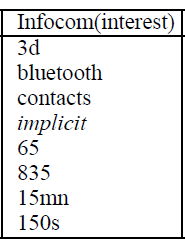 Infocom(interest)
3d
bluetooth
contacts
implicit
65
835
15mn
150s